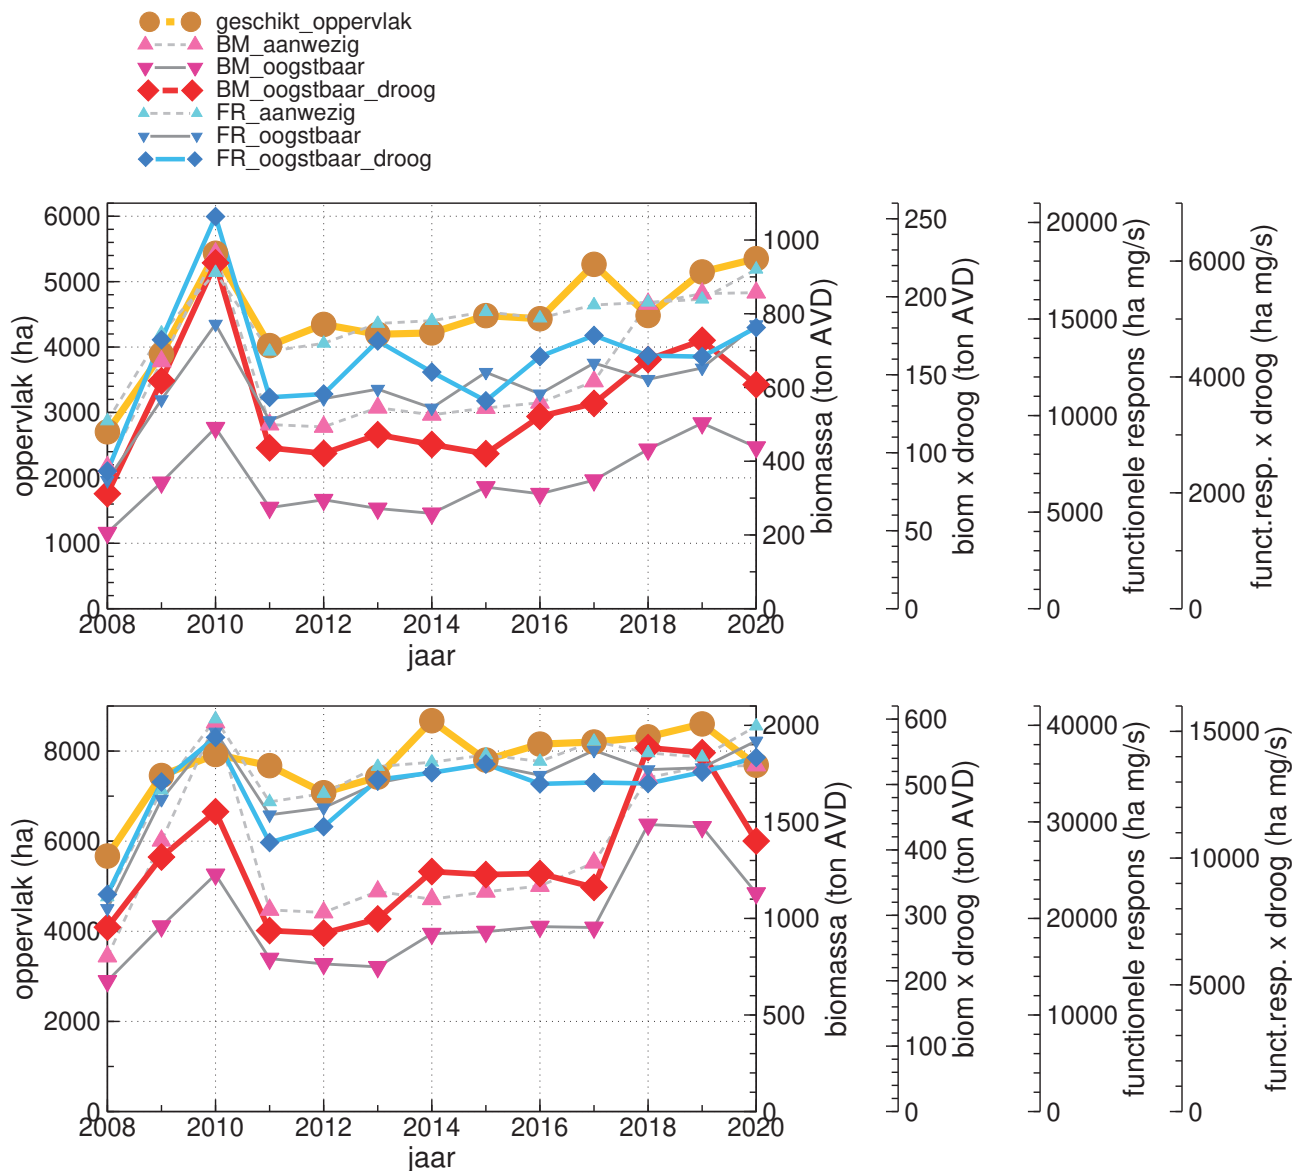 geschikt_oppervlak
BM_aanwezig
BM_oogstbaar
BM_oogstbaar_droog
FR_aanwezig
FR_oogstbaar
FR_oogstbaar_droog
oppervlak (ha)
6000
5000
4000
3000
2000
1000
0
2008 2010 2012 2014 2016 2018 2020
jaar
biomassa (ton AVD)
1000
800
600
400
200
0
biom x droog (ton AVD)
250
200
150
100
50
0
functionele respons (ha mg/s)
20000
15000
10000
5000
0
funct.resp. x droog (ha mg/s)
6000
4000
2000
0
oppervlak (ha)
8000
6000
4000
2000
0
2008 2010 2012 2014 2016 2018 2020
jaar
biomassa (ton AVD)
2000
1500
1000
500
0
biom x droog (ton AVD)
600
500
400
300
200
100
0
functionele respons (ha mg/s)
40000
30000
20000
10000
0
funct.resp. x droog (ha mg/s)
15000
10000
5000
0